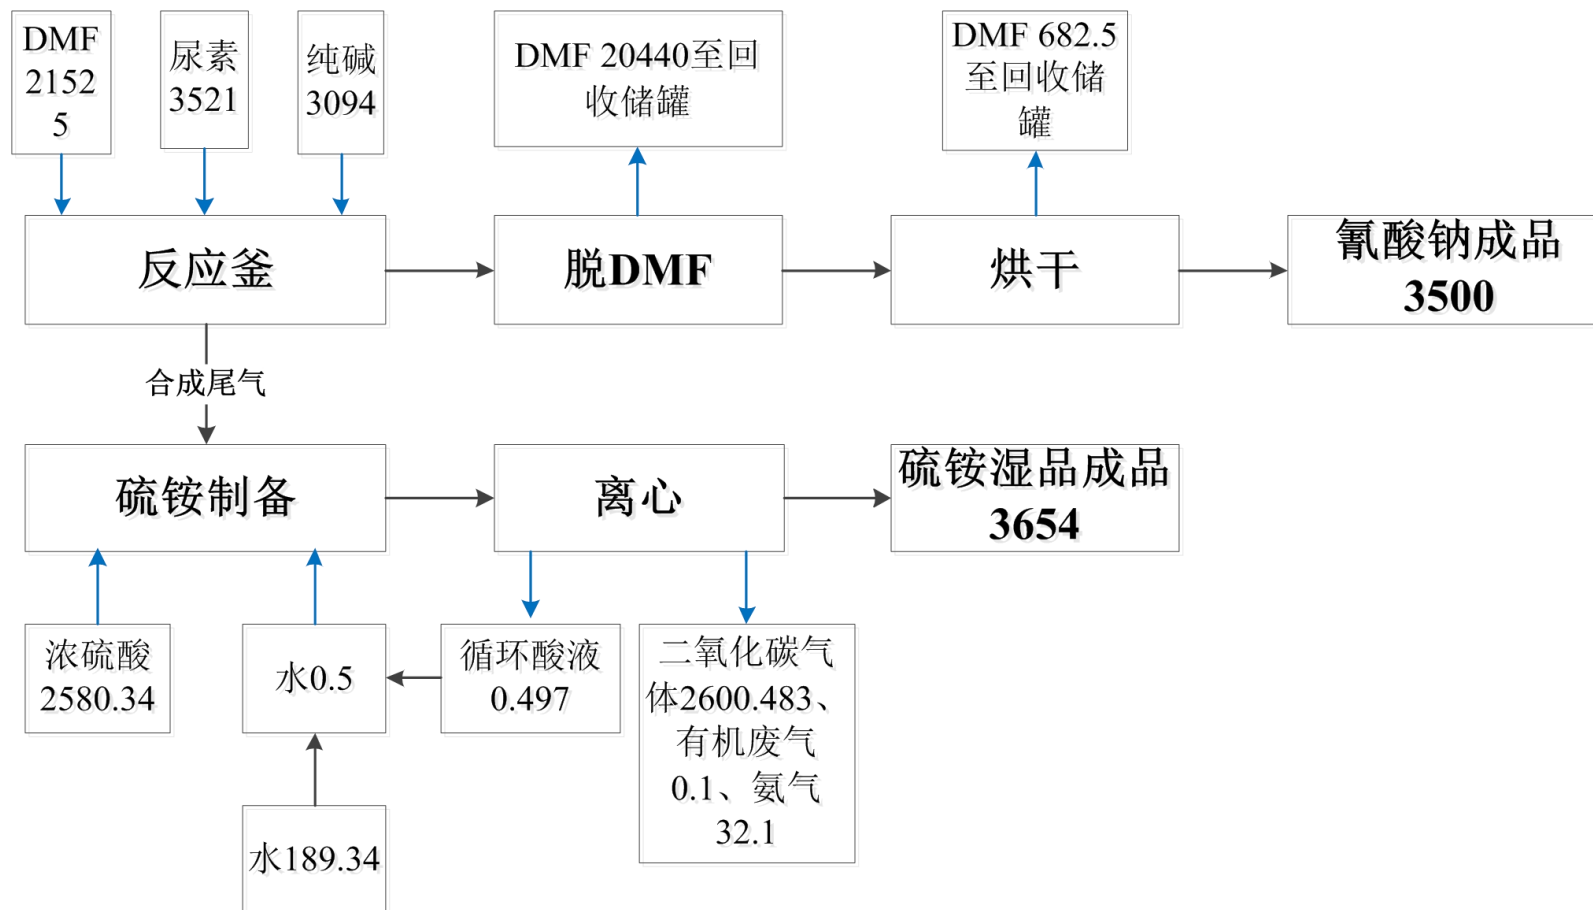 DMF
2152
5
尿素
3521
纯碱
3094
DMF 20440至回
收储罐
DMF 682.5
至回收储
罐
反应釜
脱DMF
烘干
氰酸钠成品
3500
合成尾气
硫铵制备
离心
硫铵湿品成品
3654
浓硫酸
2580.34
水0.5
循环酸液
0.497
二氧化碳气
体2600.483、
有机废气
0.1、氨气
32.1
水189.34